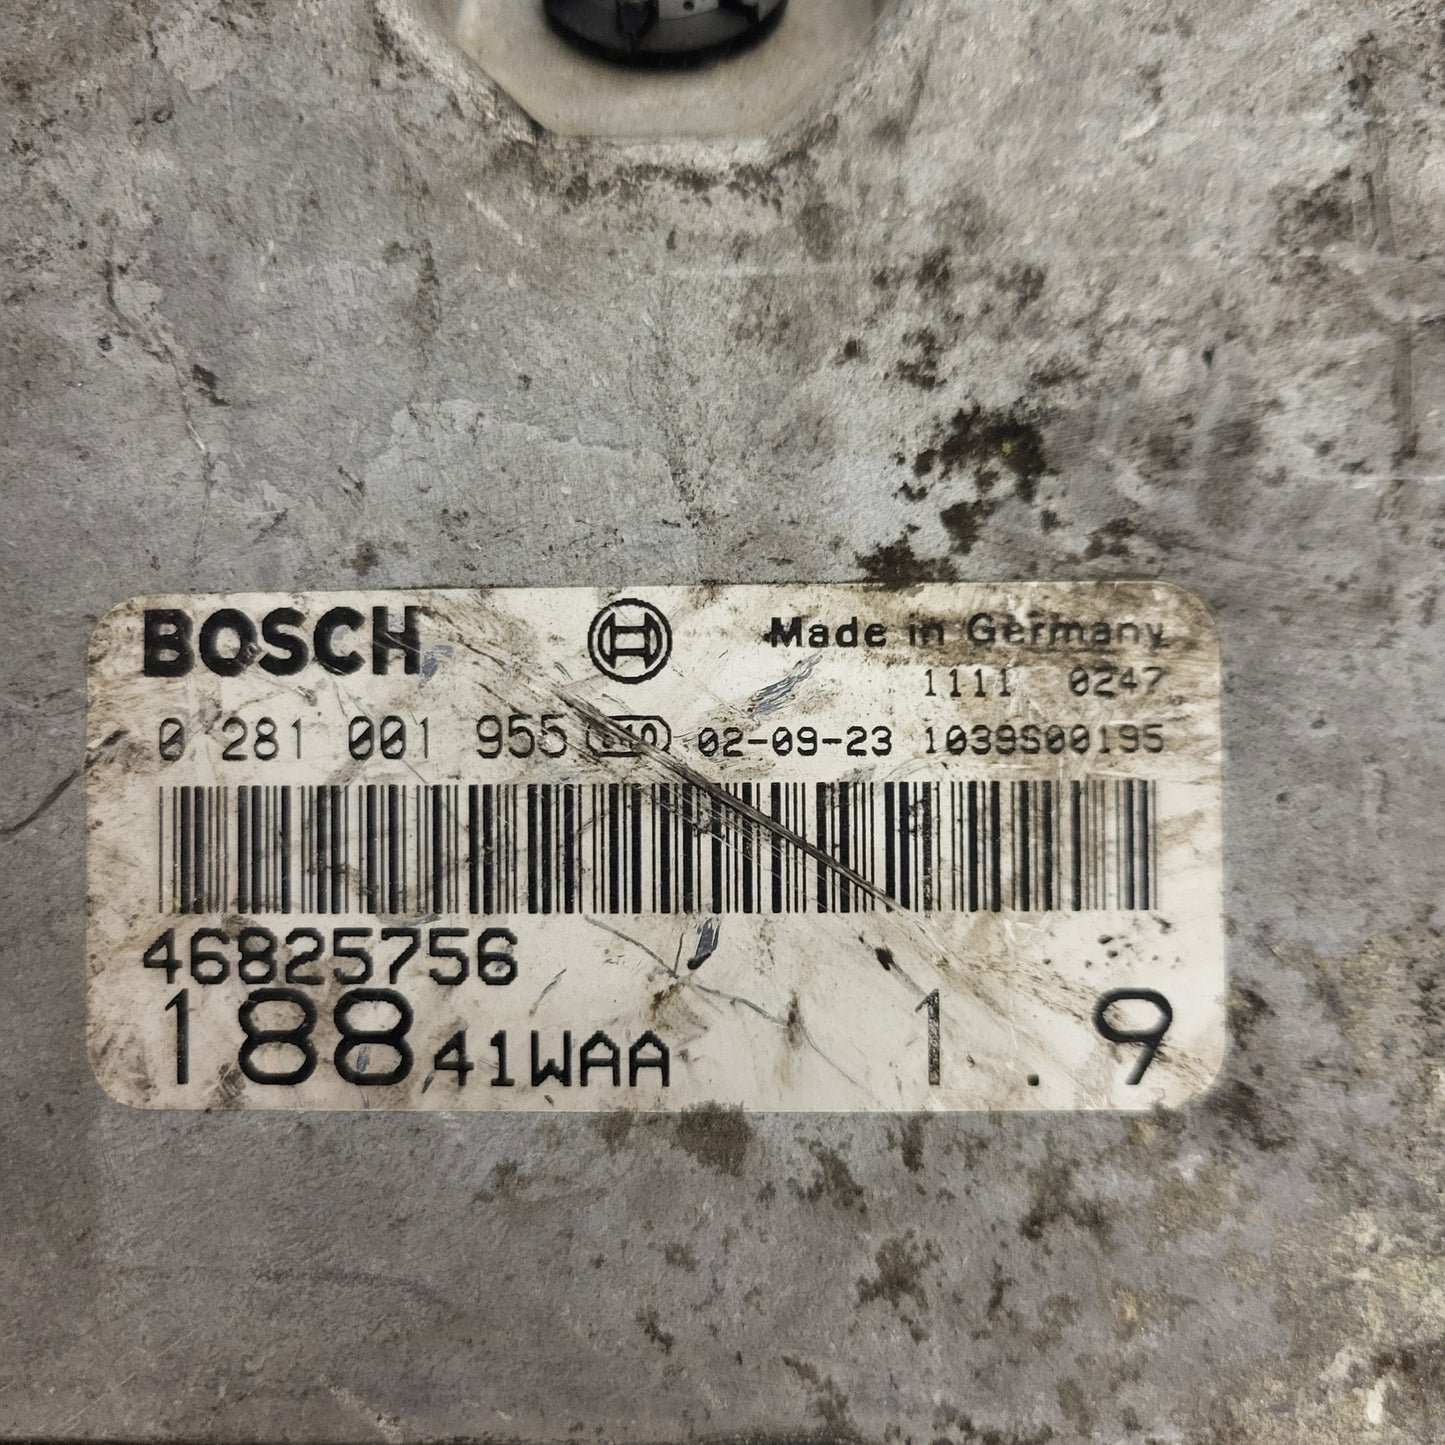 BOSCH Made in Germany
1111 0247
0 281 001 955 02-09-23 1039S00195
46825756
188 41WAA 1.9